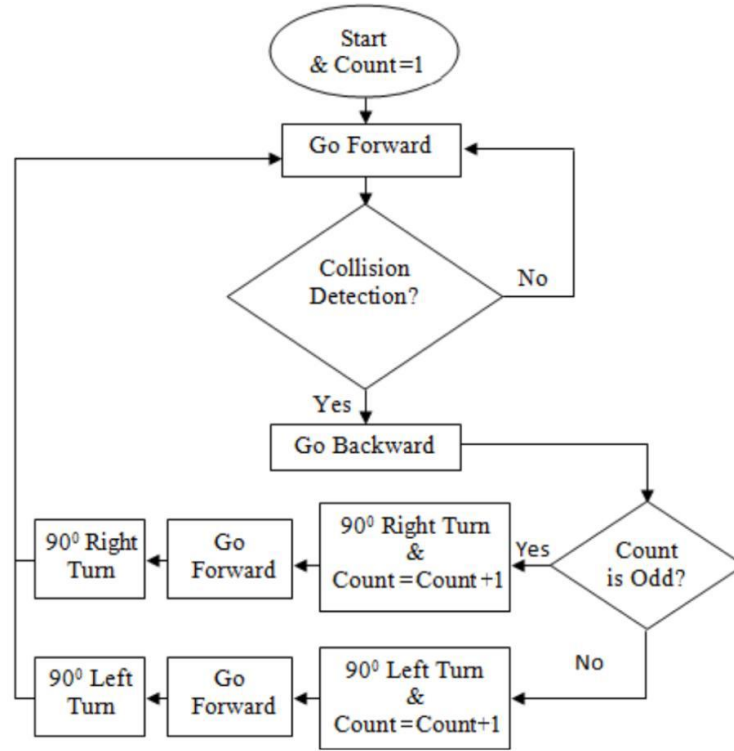 Start
& Count=1
Go Forward
Collision
Detection?
No
Yes
Go Backward
Count
is Odd?
Yes
90⁰ Right Turn
&
Count=Count+1
Go
Forward
90⁰ Right
Turn
No
90⁰ Left Turn
&
Count=Count+1
Go
Forward
90⁰ Left
Turn